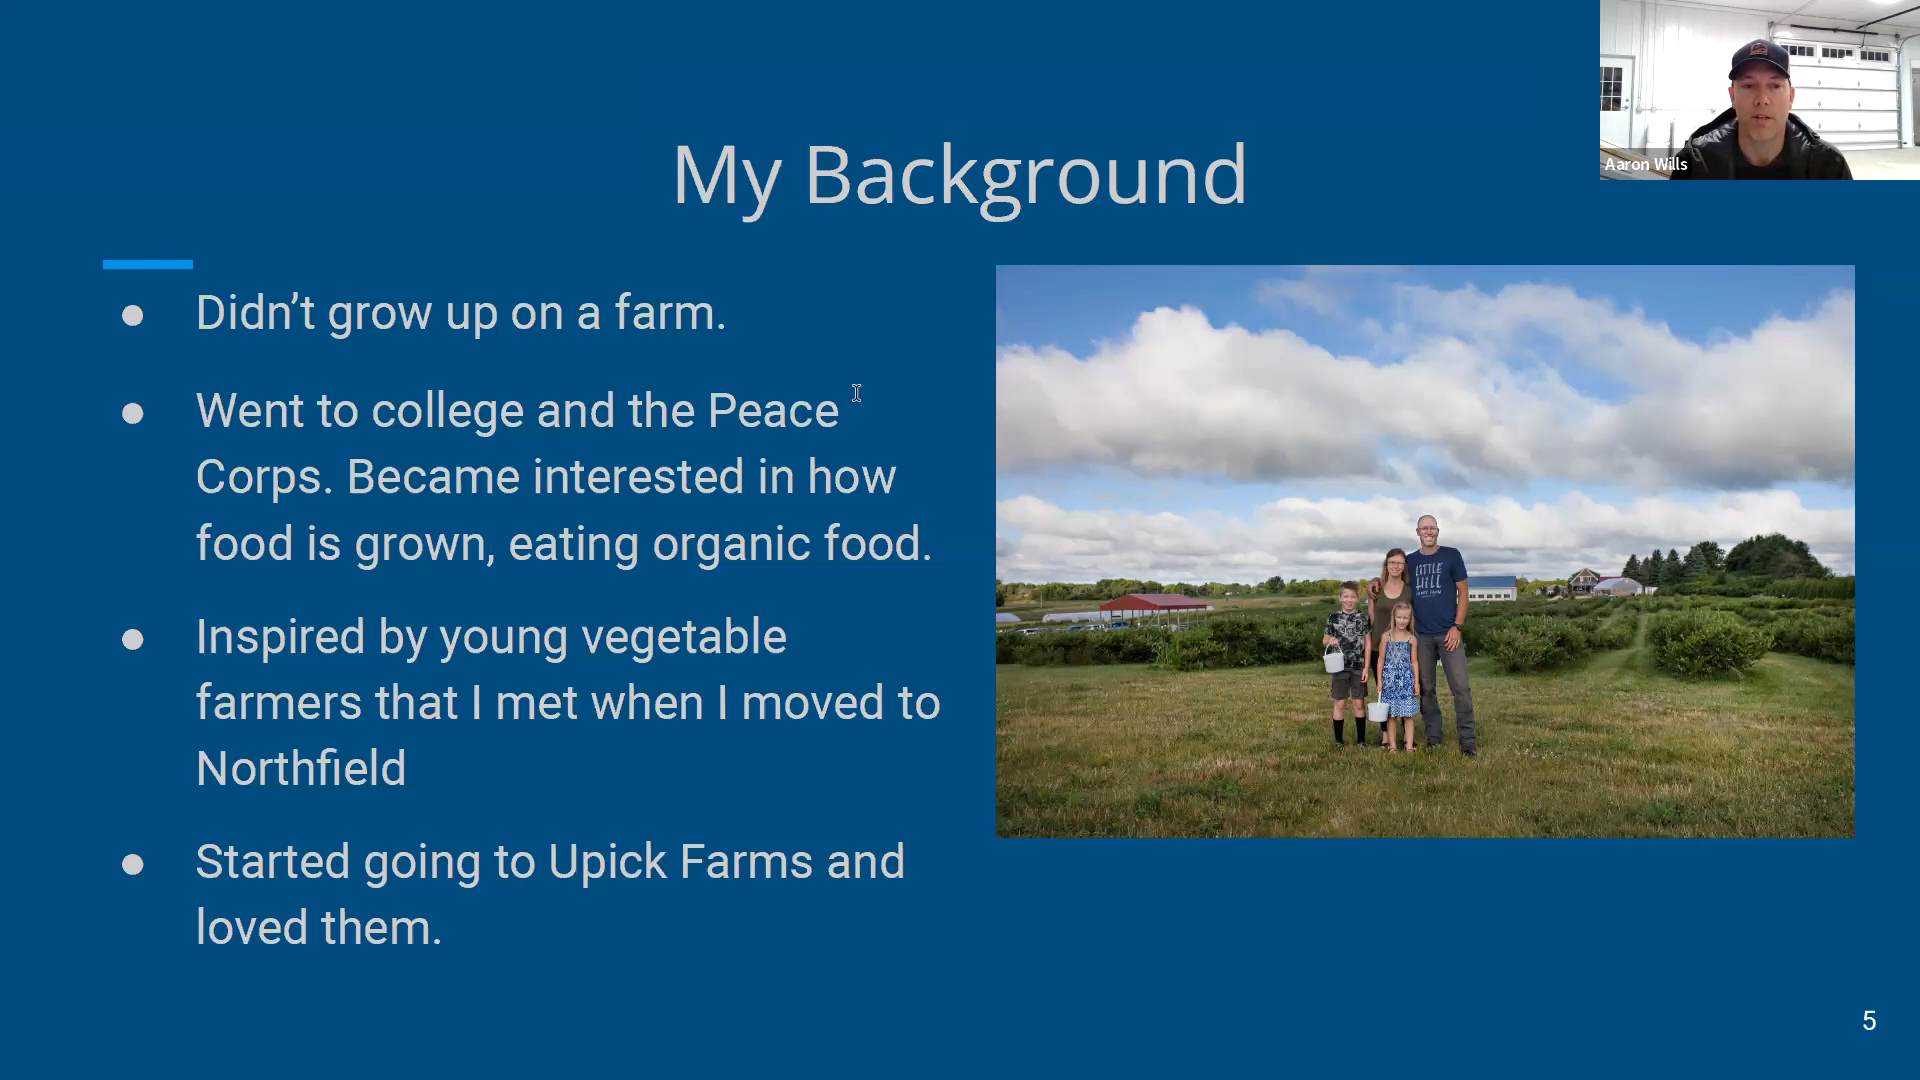 Aaron Wills
My Background
● Didn’t grow up on a farm.
● Went to college and the Peace
Corps. Became interested in how
food is grown, eating organic food.
● Inspired by young vegetable
farmers that I met when I moved to
Northfield
● Started going to Upick Farms and
loved them.
LITTLE
HILL
5